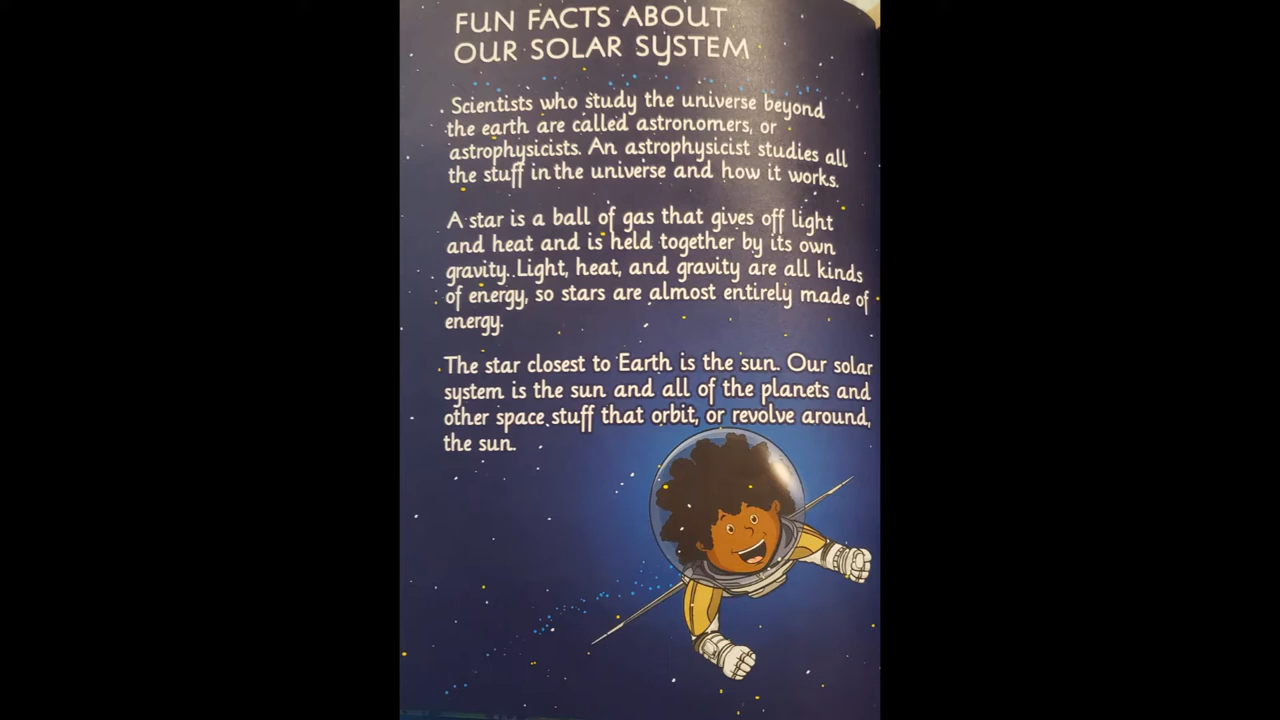 FUN FACTS ABOUT
OUR SOLAR SYSTEM
Scientists who study the universe beyond
the earth are called astronomers, or
astrophysicists. An astrophysicist studies all
the stuff in the universe and how it works.
A star is a ball of gas that gives off light
and heat and is held together by its own
gravity. Light, heat, and gravity are all kinds
of energy, so stars are almost entirely made of
energy.
The star closest to Earth is the sun. Our solar
system is the sun and all of the planets and
other space stuff that orbit, or revolve around,
the sun.